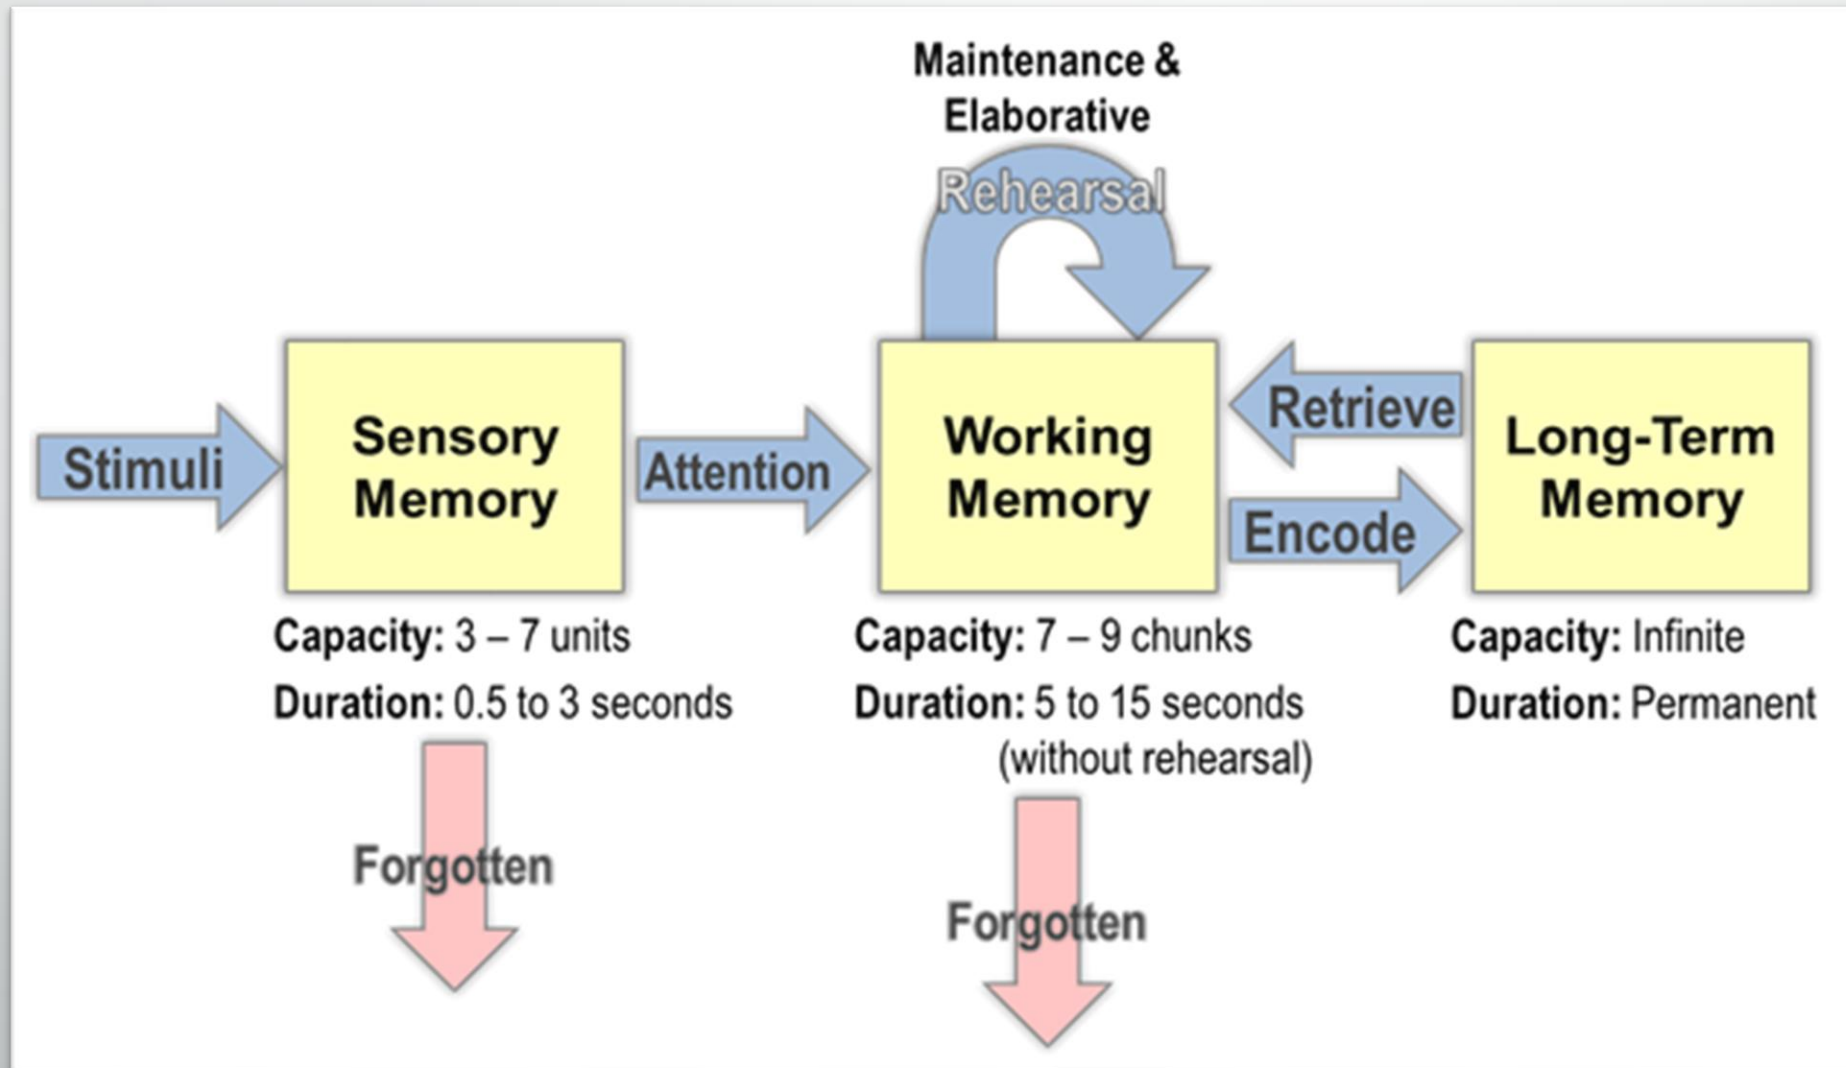 Maintenance &
Elaborative
Rehearsal
Stimuli
Sensory
Memory
Attention
Working
Memory
Retrieve
Encode
Long-Term
Memory
Capacity: 3 – 7 units
Duration: 0.5 to 3 seconds
Forgotten
Capacity: 7 – 9 chunks
Duration: 5 to 15 seconds
(without rehearsal)
Forgotten
Capacity: Infinite
Duration: Permanent